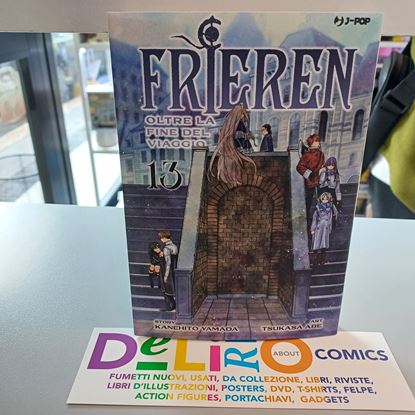 J-POP
FRIEREN
OLTRE LA
FINE DEL
VIAGGIO
13
STORY
KANEHITO YAMADA
ART
TSUKASA ABE
DeLiRO
ABOUT
COMICS
FUMETTI NUOVI, USATI, DA COLLEZIONE, LIBRI, RIVISTE,
LIBRI D'ILLUSTRAZIONI, POSTERS, DVD, T-SHIRTS, FELPE,
ACTION FIGURES, PORTACHIAVI, GADGETS